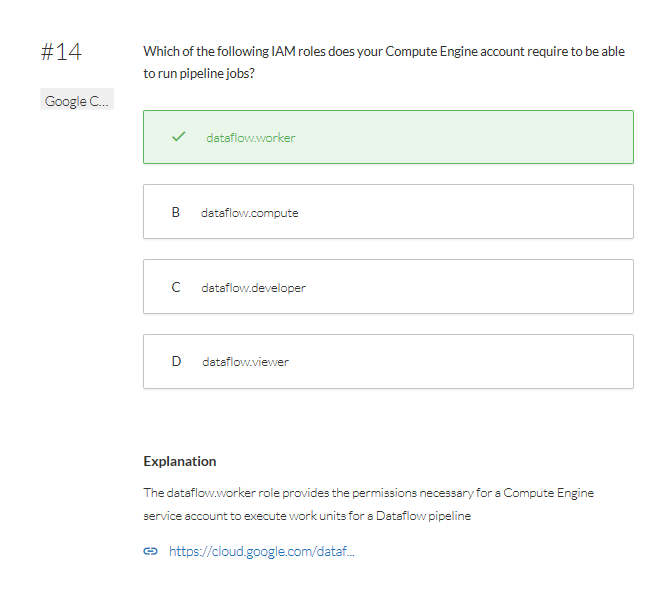 #14
Google C...
Which of the following IAM roles does your Compute Engine account require to be able
to run pipeline jobs?
dataflow.worker
B dataflow.compute
C dataflow.developer
D dataflow.viewer
Explanation
The dataflow.worker role provides the permissions necessary for a Compute Engine
service account to execute work units for a Dataflow pipeline
https://cloud.google.com/dataf...